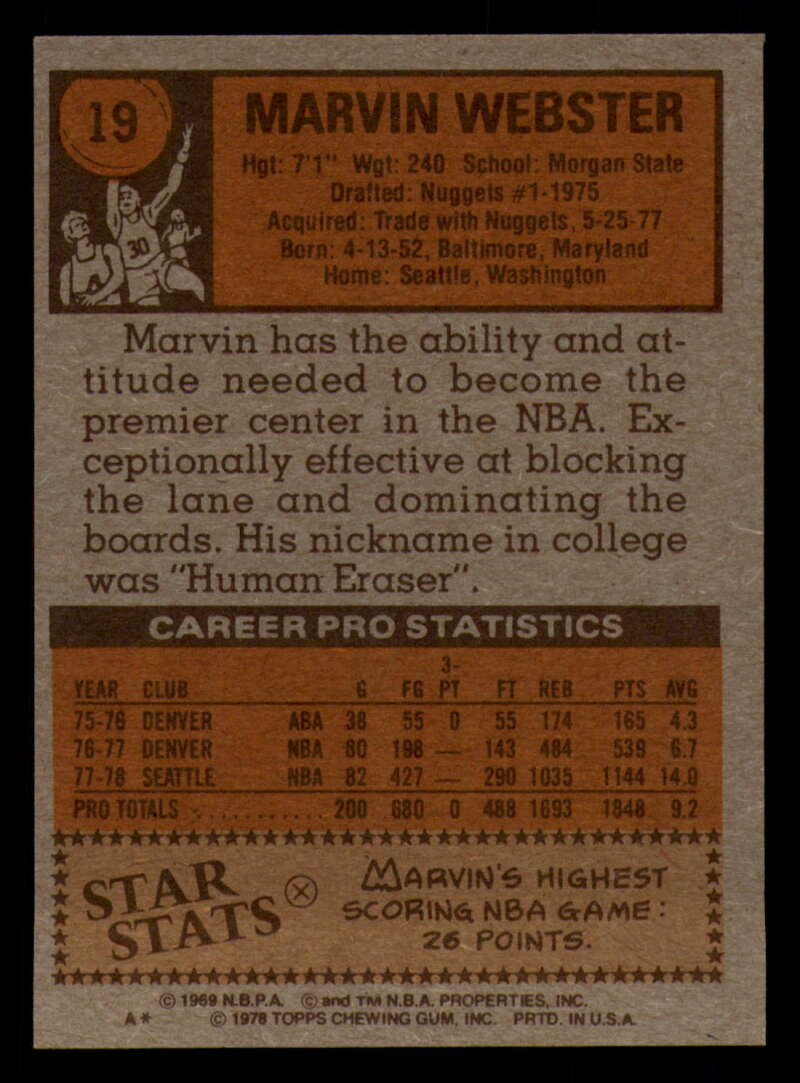 19
MARVIN WEBSTER
Hgt: 7'1" Wgt: 240 School: Morgan State
Drafted: Nuggets #1-1975
Acquired: Trade with Nuggets, 5-25-77
Born: 4-13-52, Baltimore, Maryland
Home: Seattle, Washington
30
Marvin has the ability and at-
titude needed to become the
premier center in the NBA. Ex-
ceptionally effective at blocking
the lane and dominating the
boards. His nickname in college
was "Human Eraser".
CAREER PRO STATISTICS
YEAR CLUB G FG 3-PT FT REB PTS AVG
75-76 DENVER ABA 38 55 0 55 174 165 4.3
76-77 DENVER NBA 80 198 — 143 484 539 6.7
77-78 SEATTLE NBA 82 427 — 290 1035 1144 14.0
PRO TOTALS ........... 200 680 0 488 1693 1848 9.2
STAR STATS
MARVIN'S HIGHEST
SCORING NBA GAME:
26 POINTS.
© 1969 N.B.P.A. © and TM N.B.A. PROPERTIES, INC.
A* © 1978 TOPPS CHEWING GUM, INC. PRTD. IN U.S.A.